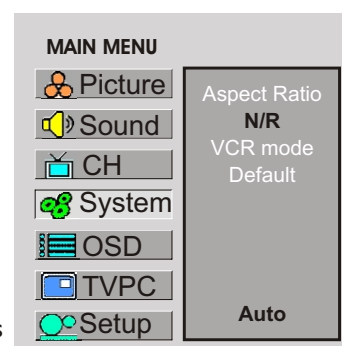 MAIN MENU
Picture
Sound
CH
System
OSD
TVPC
Setup
Aspect Ratio
N/R
VCR mode
Default
Auto
s